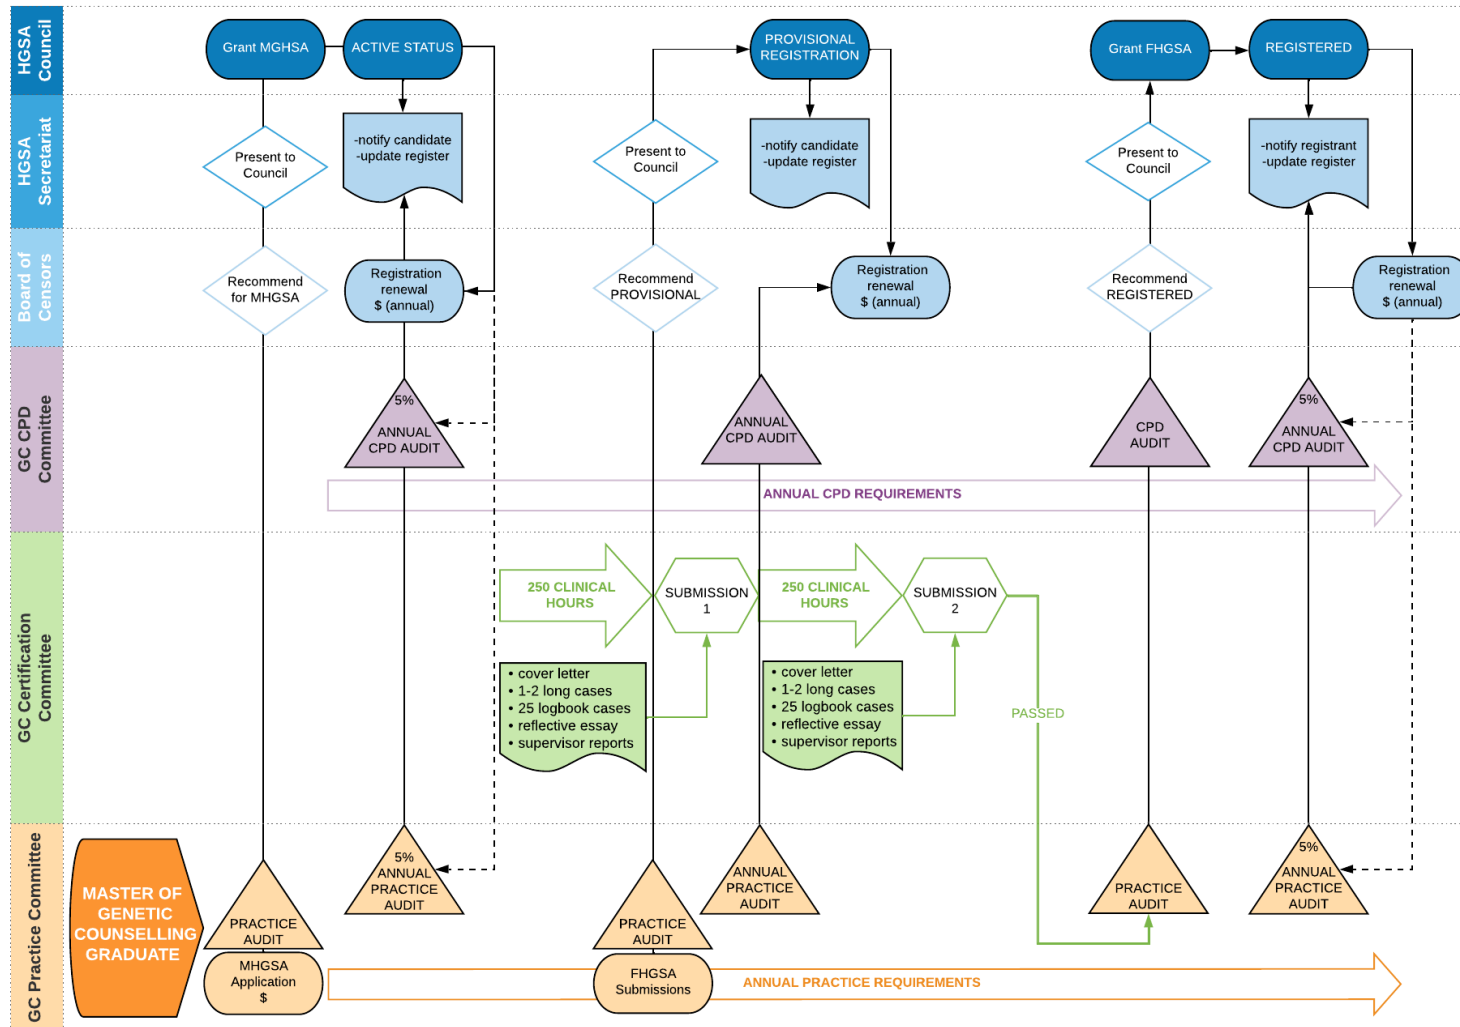 HGSA
Council
Grant MGHSA
ACTIVE STATUS
PROVISIONAL
REGISTRATION
Grant FHGSA
REGISTERED
HGSA
Secretariat
Present to
Council
-notify candidate
-update register
Present to
Council
-notify candidate
-update register
Present to
Council
-notify registrant
-update register
Board of
Censors
Recommend
for MHGSA
Registration
renewal
$ (annual)
Recommend
PROVISIONAL
Registration
renewal
$ (annual)
Recommend
REGISTERED
Registration
renewal
$ (annual)
GC CPD
Committee
5%
ANNUAL
CPD AUDIT
ANNUAL
CPD AUDIT
CPD
AUDIT
5%
ANNUAL
CPD AUDIT
ANNUAL CPD REQUIREMENTS
GC Certification
Committee
250 CLINICAL
HOURS
SUBMISSION
1
250 CLINICAL
HOURS
SUBMISSION
2
• cover letter
• 1-2 long cases
• 25 logbook cases
• reflective essay
• supervisor reports
• cover letter
• 1-2 long cases
• 25 logbook cases
• reflective essay
• supervisor reports
PASSED
GC Practice Committee
MASTER OF
GENETIC
COUNSELLING
GRADUATE
PRACTICE
AUDIT
MHGSA
Application
$
5%
ANNUAL
PRACTICE
AUDIT
PRACTICE
AUDIT
FHGSA
Submissions
ANNUAL
PRACTICE
AUDIT
PRACTICE
AUDIT
5%
ANNUAL
PRACTICE
AUDIT
ANNUAL PRACTICE REQUIREMENTS